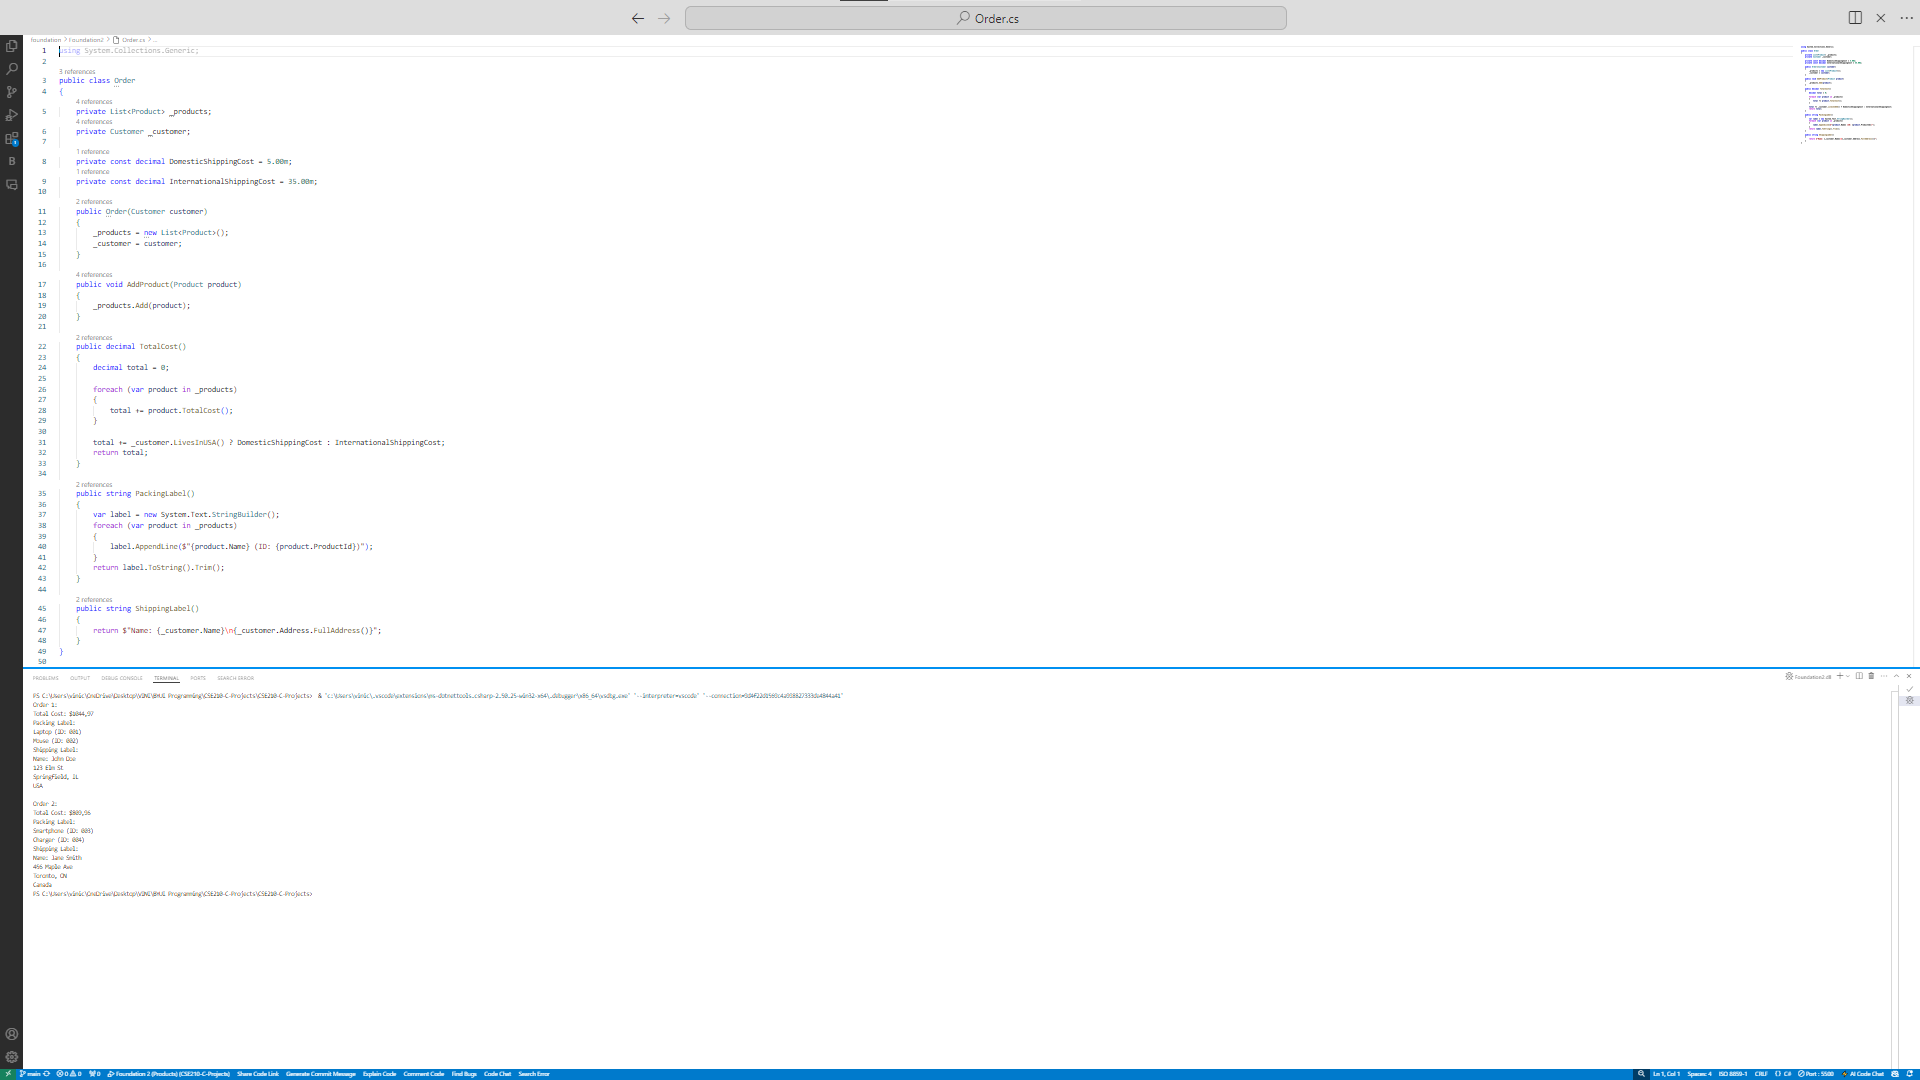 Order.cs
foundation > Foundation2 > Order.cs > ...
1 using System.Collections.Generic;
2
3 references
3 public class Order
4 {
4 references
5 private List<Product> _products;
4 references
6 private Customer _customer;
7
1 reference
8 private const decimal DomesticShippingCost = 5.00m;
1 reference
9 private const decimal InternationalShippingCost = 35.00m;
10
2 references
11 public Order(Customer customer)
12 {
13 _products = new List<Product>();
14 _customer = customer;
15 }
16
4 references
17 public void AddProduct(Product product)
18 {
19 _products.Add(product);
20 }
21
2 references
22 public decimal TotalCost()
23 {
24 decimal total = 0;
25
26 foreach (var product in _products)
27 {
28 total += product.TotalCost();
29 }
30
31 total += _customer.LivesInUSA() ? DomesticShippingCost : InternationalShippingCost;
32 return total;
33 }
34
2 references
35 public string PackingLabel()
36 {
37 var label = new System.Text.StringBuilder();
38 foreach (var product in _products)
39 {
40 label.AppendLine($"{product.Name} (ID: {product.ProductId})");
41 }
42 return label.ToString().Trim();
43 }
44
2 references
45 public string ShippingLabel()
46 {
47 return $"Name: {_customer.Name}\n{_customer.Address.FullAddress()}";
48 }
49 }
50
PROBLEMS OUTPUT DEBUG CONSOLE TERMINAL PORTS SEARCH ERROR
Foundation2.dll
PS C:\Users\vinic\OneDrive\Desktop\VINI\BYUI Programming\CSE210-C-Projects\CSE210-C-Projects> & 'c:\Users\vinic\.vscode\extensions\ms-dotnettools.csharp-2.50.25-win32-x64\.debugger\x86_64\vsdbg.exe' '--interpreter=vscode'
Order 1:
Total Cost: $1044,97
Packing Label:
Laptop (ID: 001)
Mouse (ID: 002)
Shipping Label:
Name: John Doe
123 Elm St
Springfield, IL
USA
Order 2:
Total Cost: $809,96
Packing Label:
Smartphone (ID: 003)
Charger (ID: 004)
Shipping Label:
Name: Jane Smith
456 Maple Ave
Toronto, ON
Canada
PS C:\Users\vinic\OneDrive\Desktop\VINI\BYUI Programming\CSE210-C-Projects\CSE210-C-Projects>
main 0 0 0 Foundation 2 (Products) (CSE210-C-Projects) Share Code Link Generate Commit Message Explain Code Comment Code Find Bugs Code Chat Search Error Ln 1, Col 1 Spaces: 4 ISO 8859-1 CRLF {} C# Port : 5500 AI Code Chat